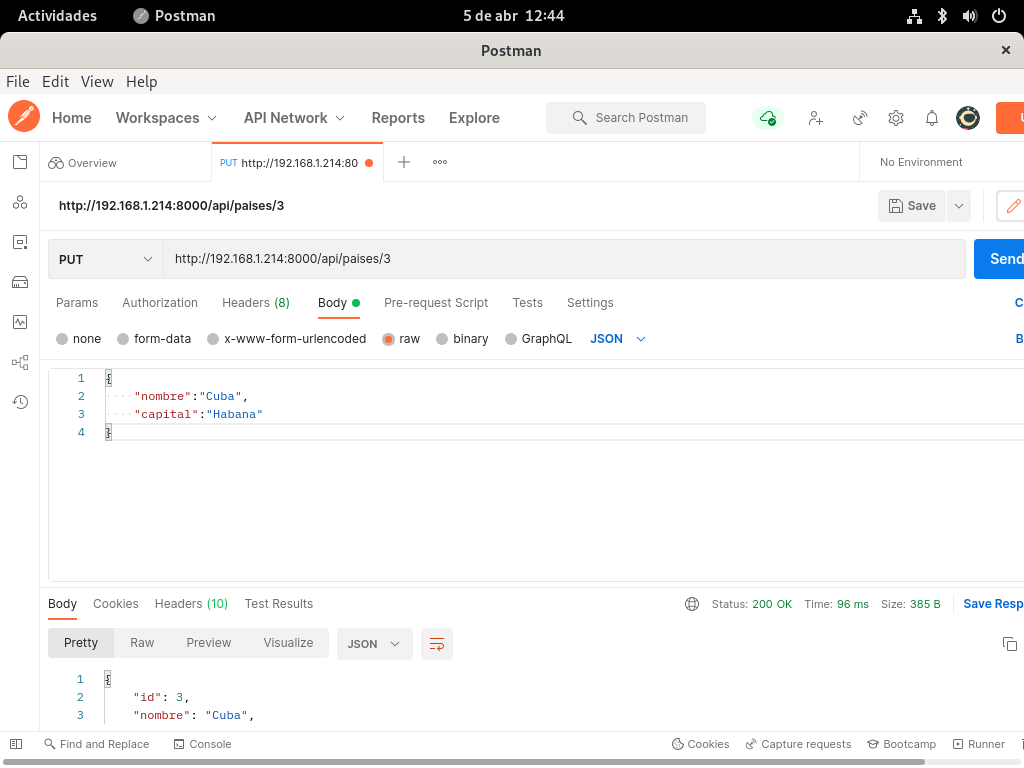 Actividades Postman 5 de abr 12:44
Postman
File Edit View Help
Home Workspaces API Network Reports Explore Search Postman
Overview PUT http://192.168.1.214:80 No Environment
http://192.168.1.214:8000/api/paises/3 Save
PUT http://192.168.1.214:8000/api/paises/3 Send
Params Authorization Headers (8) Body Pre-request Script Tests Settings C
none form-data x-www-form-urlencoded raw binary GraphQL JSON B
1 {
2 "nombre":"Cuba",
3 "capital":"Habana"
4 }
Body Cookies Headers (10) Test Results Status: 200 OK Time: 96 ms Size: 385 B Save Resp
Pretty Raw Preview Visualize JSON
1 {
2 "id": 3,
3 "nombre": "Cuba",
Find and Replace Console Cookies Capture requests Bootcamp Runner